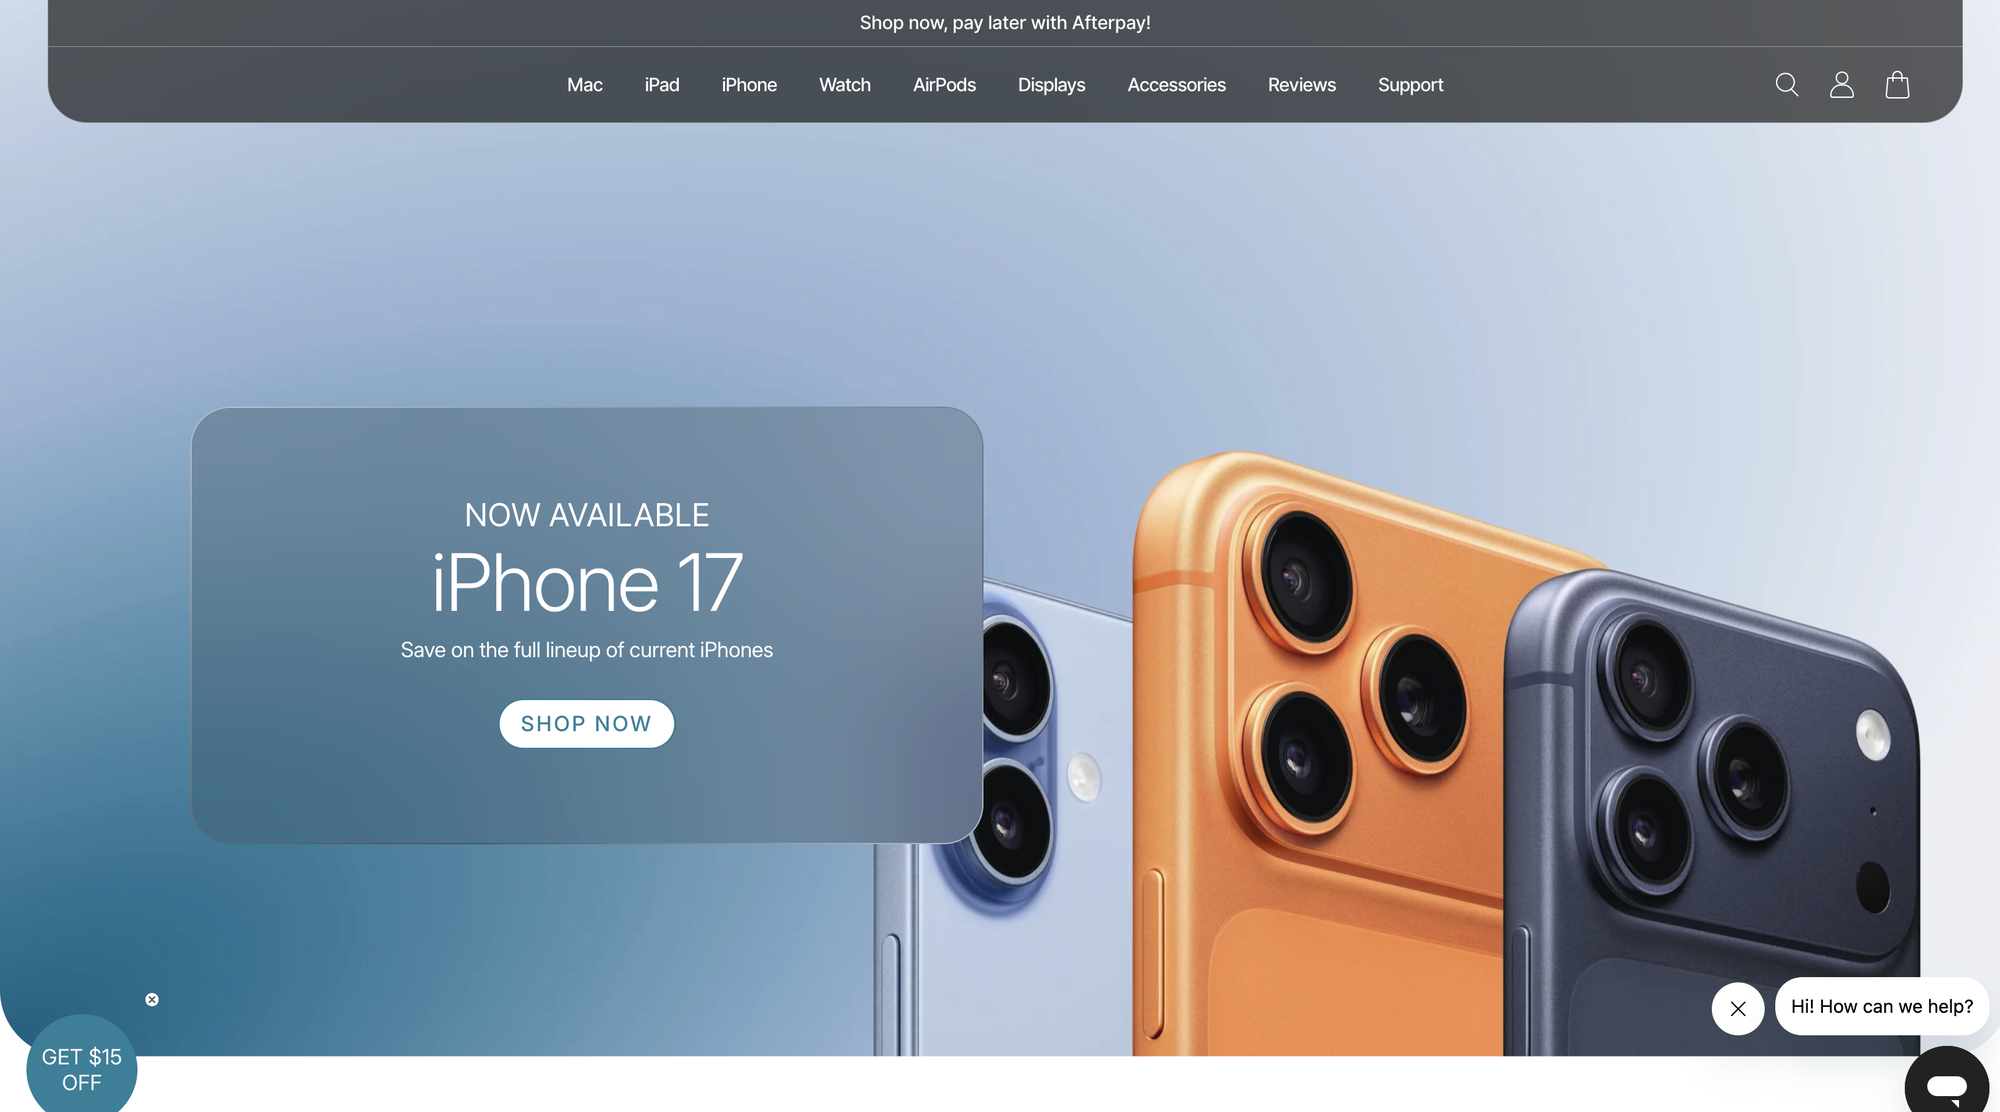 Shop now, pay later with Afterpay!
Mac iPad iPhone Watch AirPods Displays Accessories Reviews Support
NOW AVAILABLE
iPhone 17
Save on the full lineup of current iPhones
SHOP NOW
Hi! How can we help?
GET $15
OFF